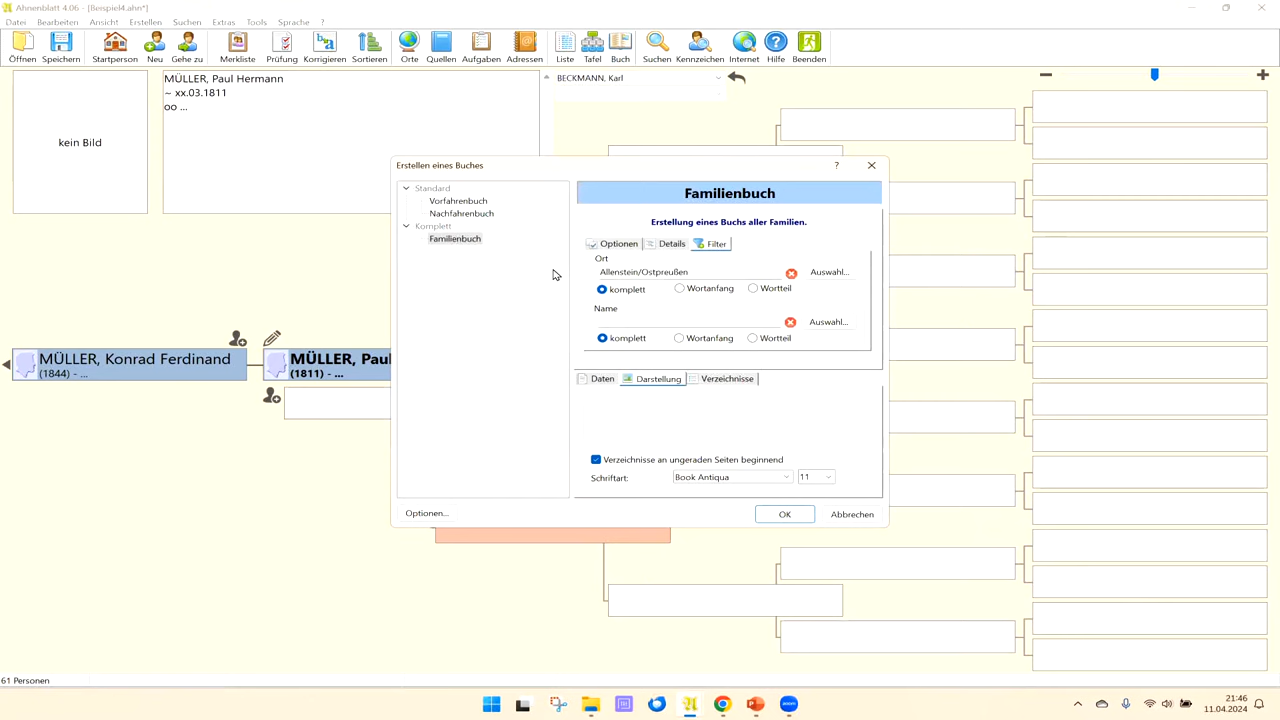 Ahnenblatt 4.06 - [Beispiel4.ahn*]
Datei Bearbeiten Ansicht Erstellen Suchen Extras Tools Sprache ?
Öffnen Speichern Startperson Neu Gehe zu Merkliste Prüfung Korrigieren Sortieren Orte Quellen Aufgaben Adressen Liste Tafel Buch Suchen Kennzeichen Internet Hilfe Beenden
kein Bild
MÜLLER, Paul Hermann
~ xx.03.1811
oo ...
BECKMANN, Karl
MÜLLER, Konrad Ferdinand
(1844) - ...
MÜLLER, Pau
(1811) - ...
Erstellen eines Buches ?
Standard
Vorfahrenbuch
Nachfahrenbuch
Komplett
Familienbuch
Familienbuch
Erstellung eines Buchs aller Familien.
Optionen Details Filter
Ort
Allenstein/Ostpreußen Auswahl...
komplett Wortanfang Wortteil
Name
Auswahl...
komplett Wortanfang Wortteil
Daten Darstellung Verzeichnisse
Verzeichnisse an ungeraden Seiten beginnend
Schriftart: Book Antiqua 11
Optionen... OK Abbrechen
61 Personen
21:46
11.04.2024